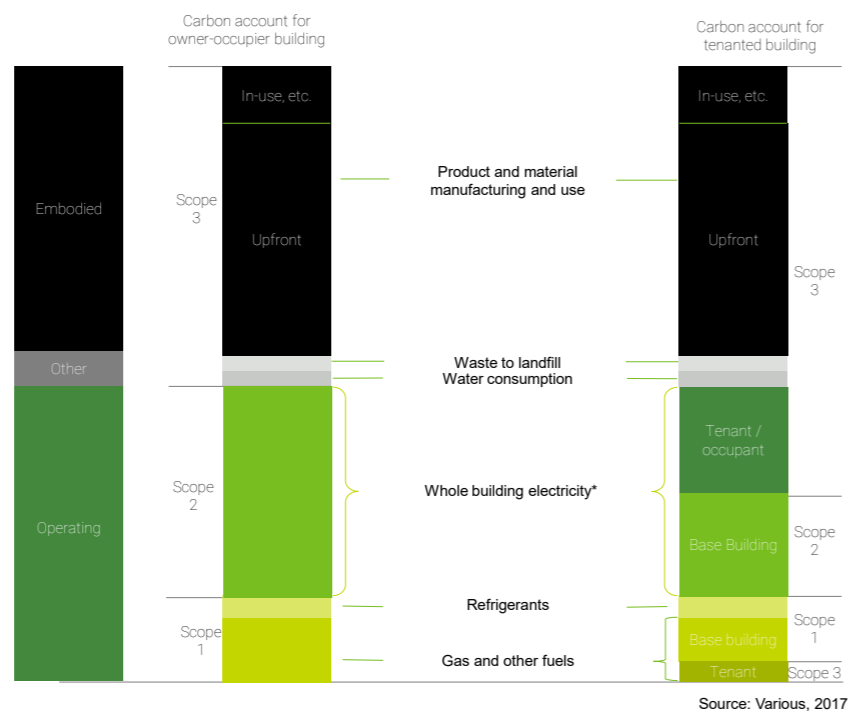 Carbon account for
owner-occupier building
Carbon account for
tenanted building
In-use, etc.
In-use, etc.
Product and material
manufacturing and use
Embodied
Scope
3
Upfront
Upfront
Scope
3
Other
Waste to landfill
Water consumption
Tenant /
occupant
Scope
2
Whole building electricity*
Operating
Base Building
Scope
2
Refrigerants
Scope
1
Scope
1
Base building
Gas and other fuels
Tenant
Scope 3
Source: Various, 2017